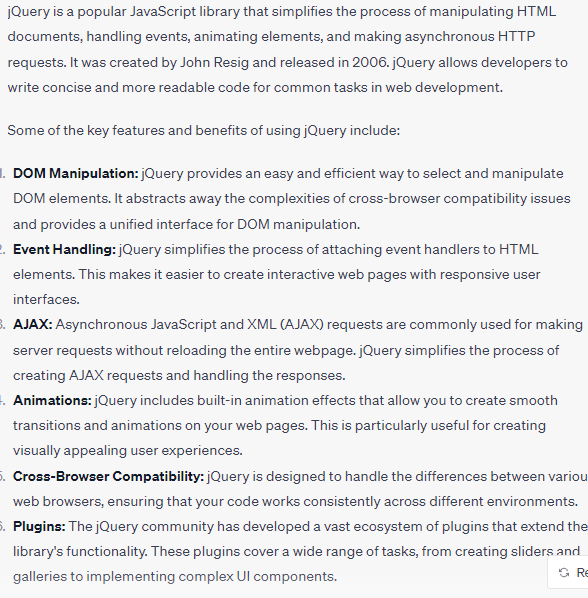 jQuery is a popular JavaScript library that simplifies the process of manipulating HTML
documents, handling events, animating elements, and making asynchronous HTTP
requests. It was created by John Resig and released in 2006. jQuery allows developers to
write concise and more readable code for common tasks in web development.
Some of the key features and benefits of using jQuery include:
DOM Manipulation: jQuery provides an easy and efficient way to select and manipulate
DOM elements. It abstracts away the complexities of cross-browser compatibility issues
and provides a unified interface for DOM manipulation.
Event Handling: jQuery simplifies the process of attaching event handlers to HTML
elements. This makes it easier to create interactive web pages with responsive user
interfaces.
AJAX: Asynchronous JavaScript and XML (AJAX) requests are commonly used for making
server requests without reloading the entire webpage. jQuery simplifies the process of
creating AJAX requests and handling the responses.
Animations: jQuery includes built-in animation effects that allow you to create smooth
transitions and animations on your web pages. This is particularly useful for creating
visually appealing user experiences.
Cross-Browser Compatibility: jQuery is designed to handle the differences between variou
web browsers, ensuring that your code works consistently across different environments.
Plugins: The jQuery community has developed a vast ecosystem of plugins that extend the
library's functionality. These plugins cover a wide range of tasks, from creating sliders and
galleries to implementing complex UI components.
Re